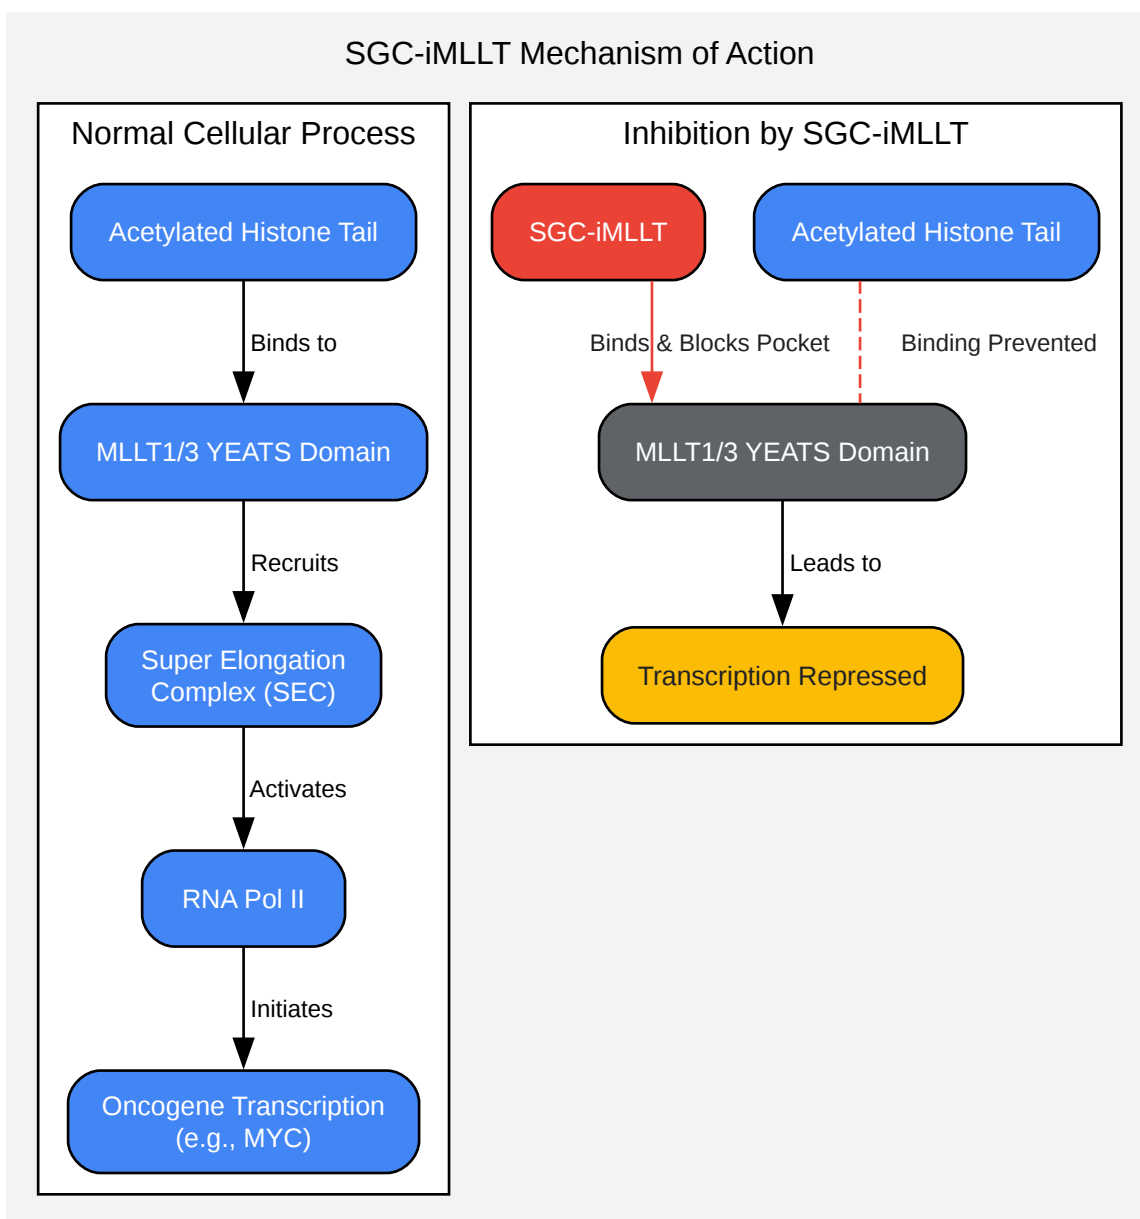 SGC-iMLLT Mechanism of Action
Normal Cellular Process
Acetylated Histone Tail
Binds to
MLLT1/3 YEATS Domain
Recruits
Super Elongation
Complex (SEC)
Activates
RNA Pol II
Initiates
Oncogene Transcription
(e.g., MYC)
Inhibition by SGC-iMLLT
SGC-iMLLT
Acetylated Histone Tail
Binds & Blocks Pocket
Binding Prevented
MLLT1/3 YEATS Domain
Leads to
Transcription Repressed